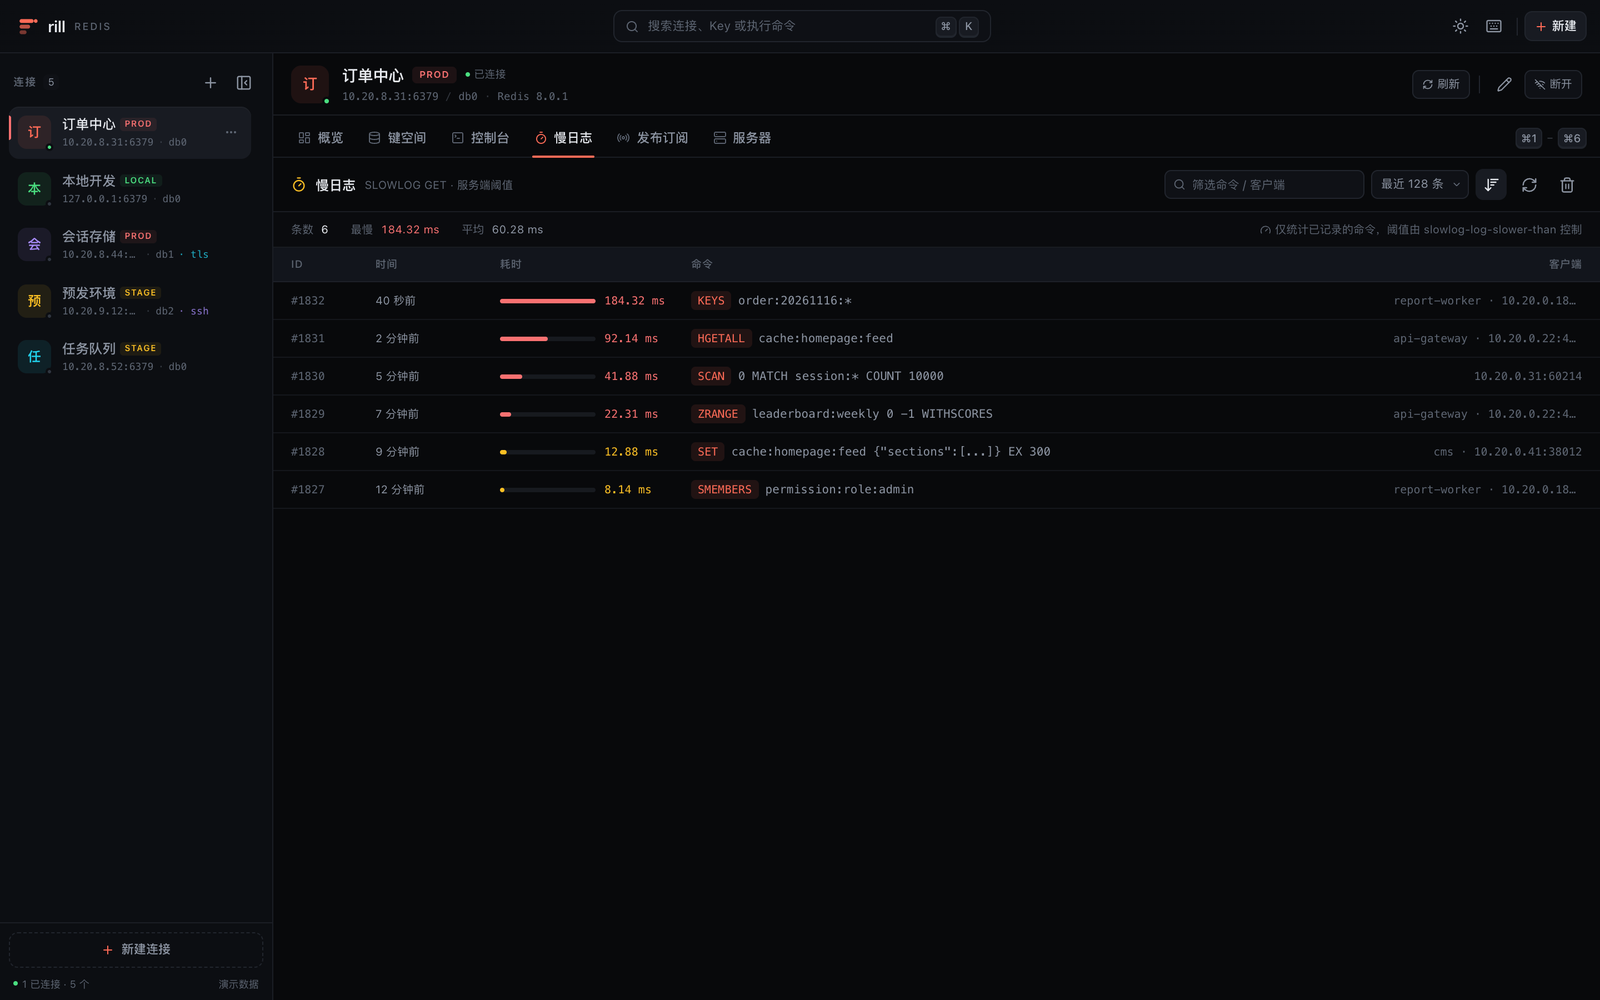 rill REDIS
搜索连接、Key 或执行命令 ⌘ K
新建
连接 5
订 订单中心 PROD
10.20.8.31:6379 · db0
本 本地开发 LOCAL
127.0.0.1:6379 · db0
会 会话存储 PROD
10.20.8.44:… · db1 · tls
预 预发环境 STAGE
10.20.9.12:… · db2 · ssh
任 任务队列 STAGE
10.20.8.52:6379 · db0
新建连接
1 已连接 · 5 个 演示数据
订 订单中心 PROD 已连接
10.20.8.31:6379 / db0 · Redis 8.0.1
刷新 断开
概览 键空间 控制台 慢日志 发布订阅 服务器 ⌘1 – ⌘6
慢日志 SLOWLOG GET · 服务端阈值
筛选命令 / 客户端 最近 128 条
条数 6 最慢 184.32 ms 平均 60.28 ms
仅统计已记录的命令，阈值由 slowlog-log-slower-than 控制
ID 时间 耗时 命令 客户端
#1832 40 秒前 184.32 ms KEYS order:20261116:* report-worker · 10.20.0.18…
#1831 2 分钟前 92.14 ms HGETALL cache:homepage:feed api-gateway · 10.20.0.22:4…
#1830 5 分钟前 41.88 ms SCAN 0 MATCH session:* COUNT 10000 10.20.0.31:60214
#1829 7 分钟前 22.31 ms ZRANGE leaderboard:weekly 0 -1 WITHSCORES api-gateway · 10.20.0.22:4…
#1828 9 分钟前 12.88 ms SET cache:homepage:feed {"sections":[...]} EX 300 cms · 10.20.0.41:38012
#1827 12 分钟前 8.14 ms SMEMBERS permission:role:admin report-worker · 10.20.0.18…